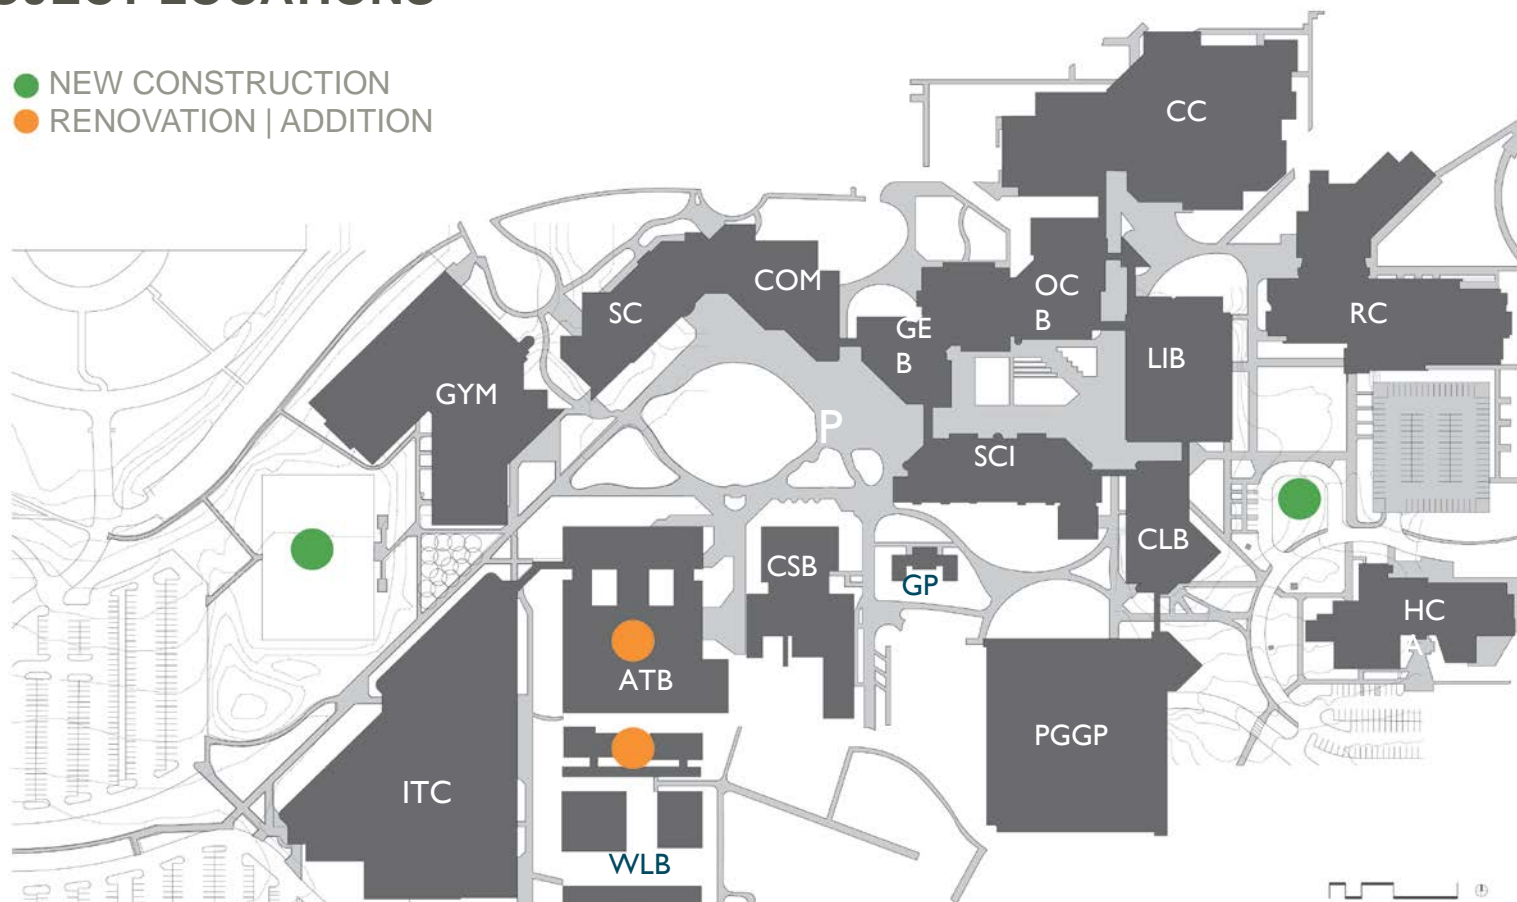 NEW CONSTRUCTION
RENOVATION | ADDITION
CC
COM
SC
OC
B
GE
B
RC
LIB
GYM
P
SCI
CLB
CSB
GP
HC
A
ATB
PGGP
ITC
WLB